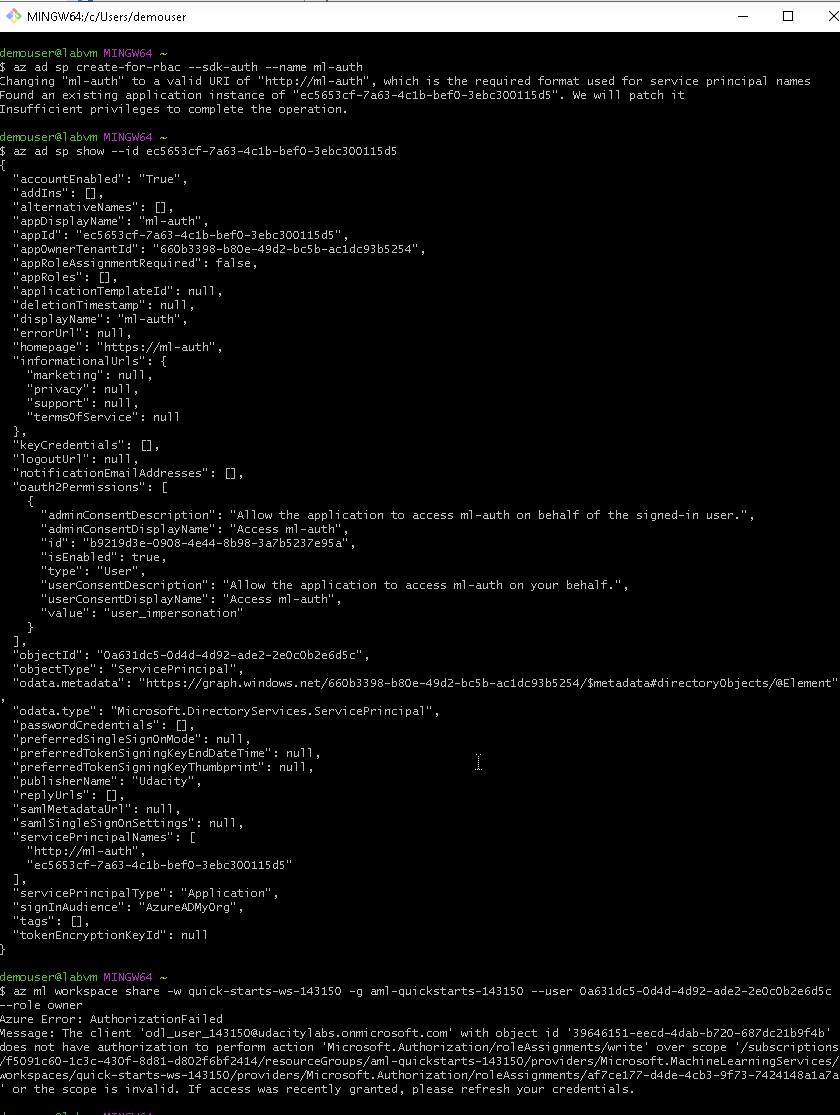 MINGW64:/c/Users/demouser
demouser@labvm MINGW64 ~
$ az ad sp create-for-rbac --sdk-auth --name ml-auth
Changing "ml-auth" to a valid URI of "http://ml-auth", which is the required format used for service principal names
Found an existing application instance of "ec5653cf-7a63-4c1b-bef0-3ebc300115d5". We will patch it
Insufficient privileges to complete the operation.
demouser@labvm MINGW64 ~
$ az ad sp show --id ec5653cf-7a63-4c1b-bef0-3ebc300115d5
{
  "accountEnabled": "True",
  "addIns": [],
  "alternativeNames": [],
  "appDisplayName": "ml-auth",
  "appId": "ec5653cf-7a63-4c1b-bef0-3ebc300115d5",
  "appOwnerTenantId": "660b3398-b80e-49d2-bc5b-ac1dc93b5254",
  "appRoleAssignmentRequired": false,
  "appRoles": [],
  "applicationTemplateId": null,
  "deletionTimestamp": null,
  "displayName": "ml-auth",
  "errorUrl": null,
  "homepage": "https://ml-auth",
  "informationalUrls": {
    "marketing": null,
    "privacy": null,
    "support": null,
    "termsOfService": null
  },
  "keyCredentials": [],
  "logoutUrl": null,
  "notificationEmailAddresses": [],
  "oauth2Permissions": [
    {
      "adminConsentDescription": "Allow the application to access ml-auth on behalf of the signed-in user.",
      "adminConsentDisplayName": "Access ml-auth",
      "id": "b9219d3e-0908-4e44-8b98-3a7b5237e95a",
      "isEnabled": true,
      "type": "User",
      "userConsentDescription": "Allow the application to access ml-auth on your behalf.",
      "userConsentDisplayName": "Access ml-auth",
      "value": "user_impersonation"
    }
  ],
  "objectId": "0a631dc5-0d4d-4d92-ade2-2e0c0b2e6d5c",
  "objectType": "ServicePrincipal",
  "odata.metadata": "https://graph.windows.net/660b3398-b80e-49d2-bc5b-ac1dc93b5254/$metadata#directoryObjects/@Element"
,
  "odata.type": "Microsoft.DirectoryServices.ServicePrincipal",
  "passwordCredentials": [],
  "preferredSingleSignOnMode": null,
  "preferredTokenSigningKeyEndDateTime": null,
  "preferredTokenSigningKeyThumbprint": null,
  "publisherName": "Udacity",
  "replyUrls": [],
  "samlMetadataUrl": null,
  "samlSingleSignOnSettings": null,
  "servicePrincipalNames": [
    "http://ml-auth",
    "ec5653cf-7a63-4c1b-bef0-3ebc300115d5"
  ],
  "servicePrincipalType": "Application",
  "signInAudience": "AzureADMyOrg",
  "tags": [],
  "tokenEncryptionKeyId": null
}
demouser@labvm MINGW64 ~
$ az ml workspace share -w quick-starts-ws-143150 -g aml-quickstarts-143150 --user 0a631dc5-0d4d-4d92-ade2-2e0c0b2e6d5c
--role owner
Azure Error: AuthorizationFailed
Message: The client 'odl_user_143150@udacitylabs.onmicrosoft.com' with object id '39646151-eecd-4dab-b720-687dc21b9f4b'
does not have authorization to perform action 'Microsoft.Authorization/roleAssignments/write' over scope '/subscriptions
/f5091c60-1c3c-430f-8d81-d802f6bf2414/resourceGroups/aml-quickstarts-143150/providers/Microsoft.MachineLearningServices/
workspaces/quick-starts-ws-143150/providers/Microsoft.Authorization/roleAssignments/af7ce177-d4de-4cb3-9f73-7424148a1a7a
' or the scope is invalid. If access was recently granted, please refresh your credentials.